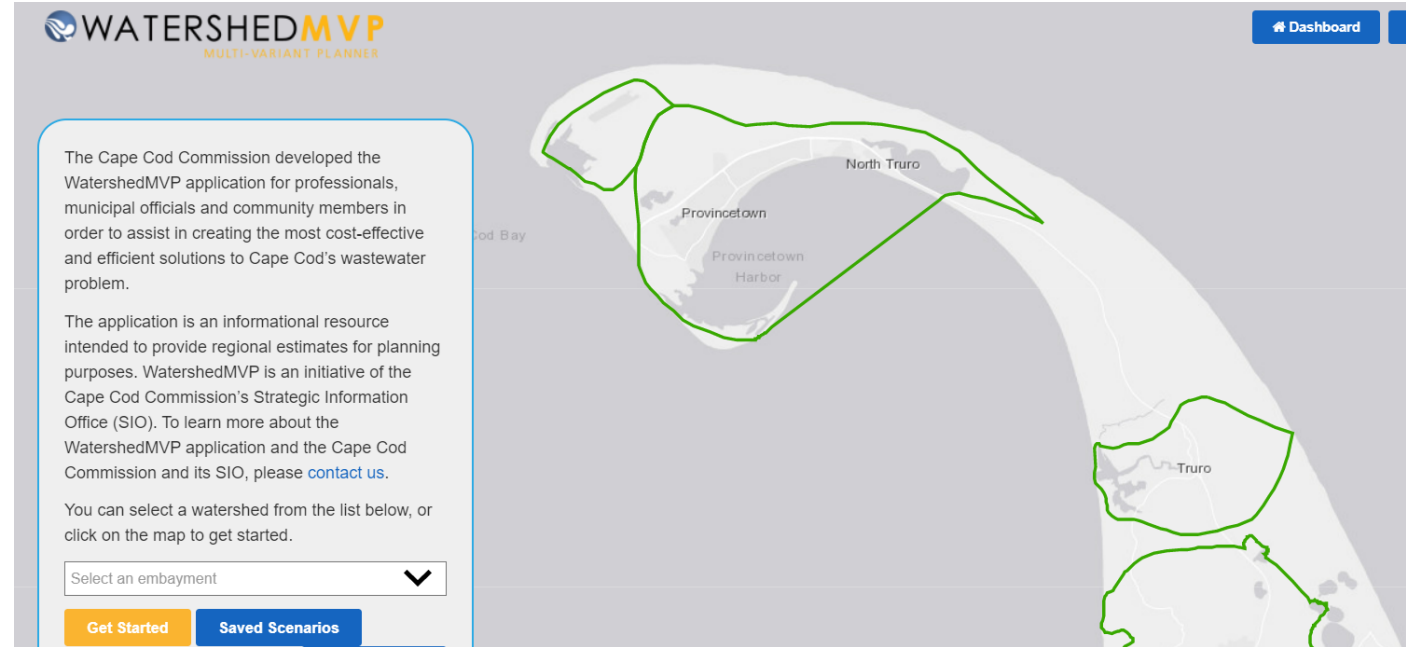 WATERSHEDMVP
MULTI-VARIANT PLANNER
Dashboard
The Cape Cod Commission developed the
WatershedMVP application for professionals,
municipal officials and community members in
order to assist in creating the most cost-effective
and efficient solutions to Cape Cod's wastewater
problem.
The application is an informational resource
intended to provide regional estimates for planning
purposes. WatershedMVP is an initiative of the
Cape Cod Commission's Strategic Information
Office (SIO). To learn more about the
WatershedMVP application and the Cape Cod
Commission and its SIO, please contact us.
You can select a watershed from the list below, or
click on the map to get started.
Select an embayment
Get Started
Saved Scenarios
North Truro
Provincetown
Cod Bay
Provincetown
Harbor
Truro